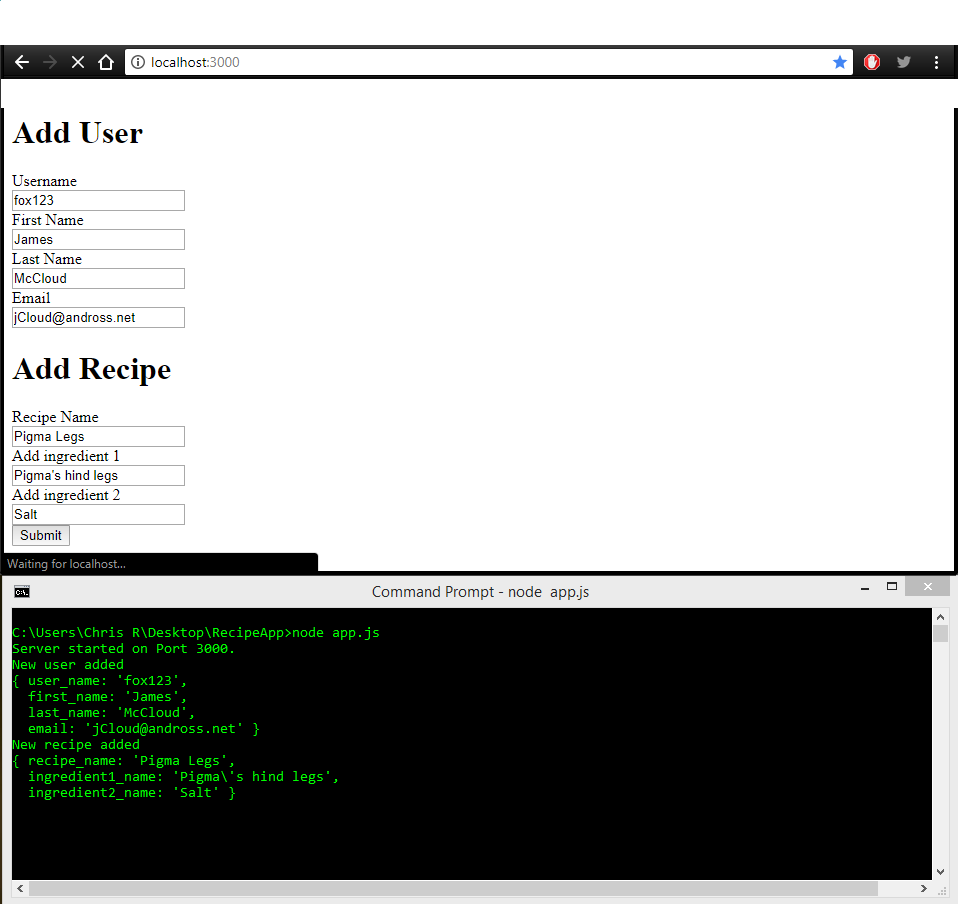 localhost:3000
Add User
Username
fox123
First Name
James
Last Name
McCloud
Email
jCloud@andross.net
Add Recipe
Recipe Name
Pigma Legs
Add ingredient 1
Pigma's hind legs
Add ingredient 2
Salt
Submit
Waiting for localhost...
Command Prompt - node  app.js
C:\Users\Chris R\Desktop\RecipeApp>node app.js
Server started on Port 3000.
New user added
{ user_name: 'fox123',
  first_name: 'James',
  last_name: 'McCloud',
  email: 'jCloud@andross.net' }
New recipe added
{ recipe_name: 'Pigma Legs',
  ingredient1_name: 'Pigma\'s hind legs',
  ingredient2_name: 'Salt' }